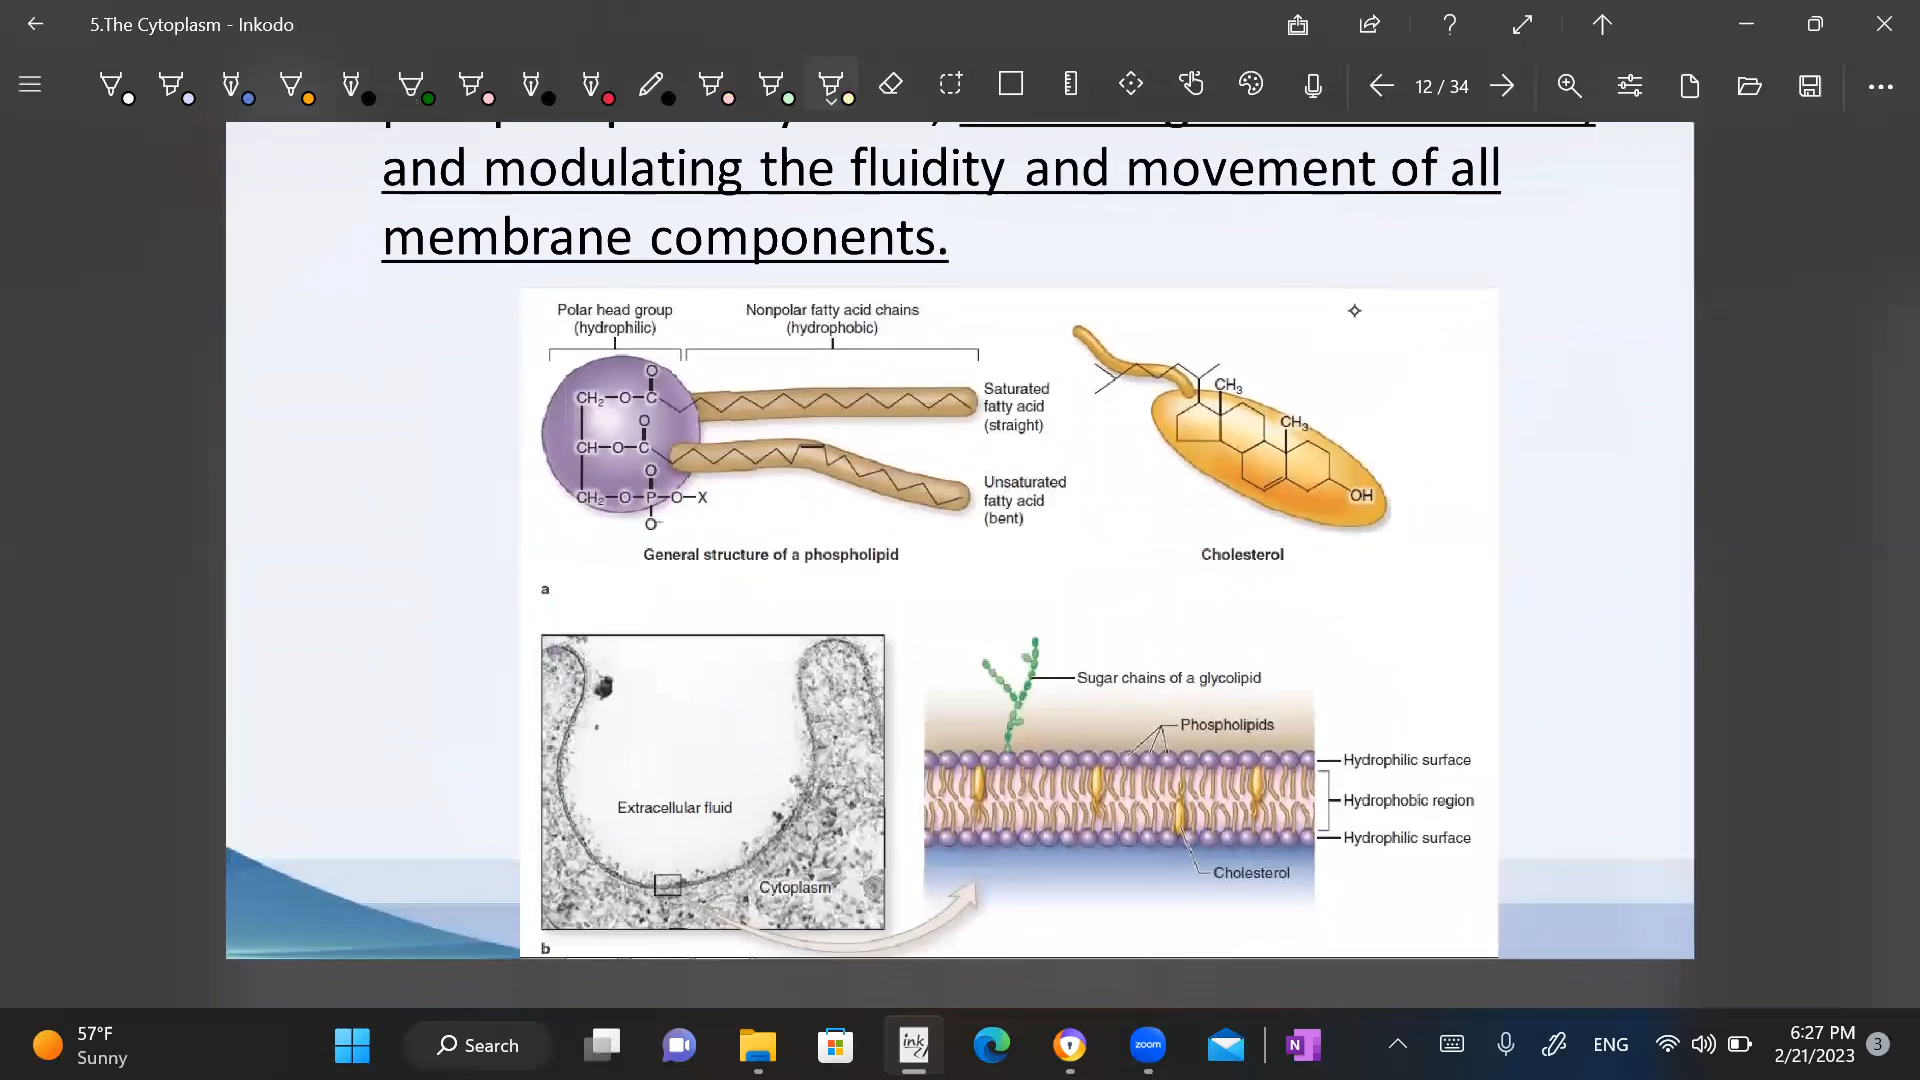 5.The Cytoplasm - Inkodo
12 / 34
and modulating the fluidity and movement of all
membrane components.
Polar head group
(hydrophilic)
Nonpolar fatty acid chains
(hydrophobic)
O
CH₂–O–C
O
CH–O–C
O
CH₂–O–P–O–X
O⁻
Saturated
fatty acid
(straight)
Unsaturated
fatty acid
(bent)
CH₃
CH₃
OH
General structure of a phospholipid
Cholesterol
a
Extracellular fluid
Cytoplasm
Sugar chains of a glycolipid
Phospholipids
Hydrophilic surface
Hydrophobic region
Hydrophilic surface
Cholesterol
b
57°F
Sunny
Search
ink
zoom
N
ENG
6:27 PM
2/21/2023
3